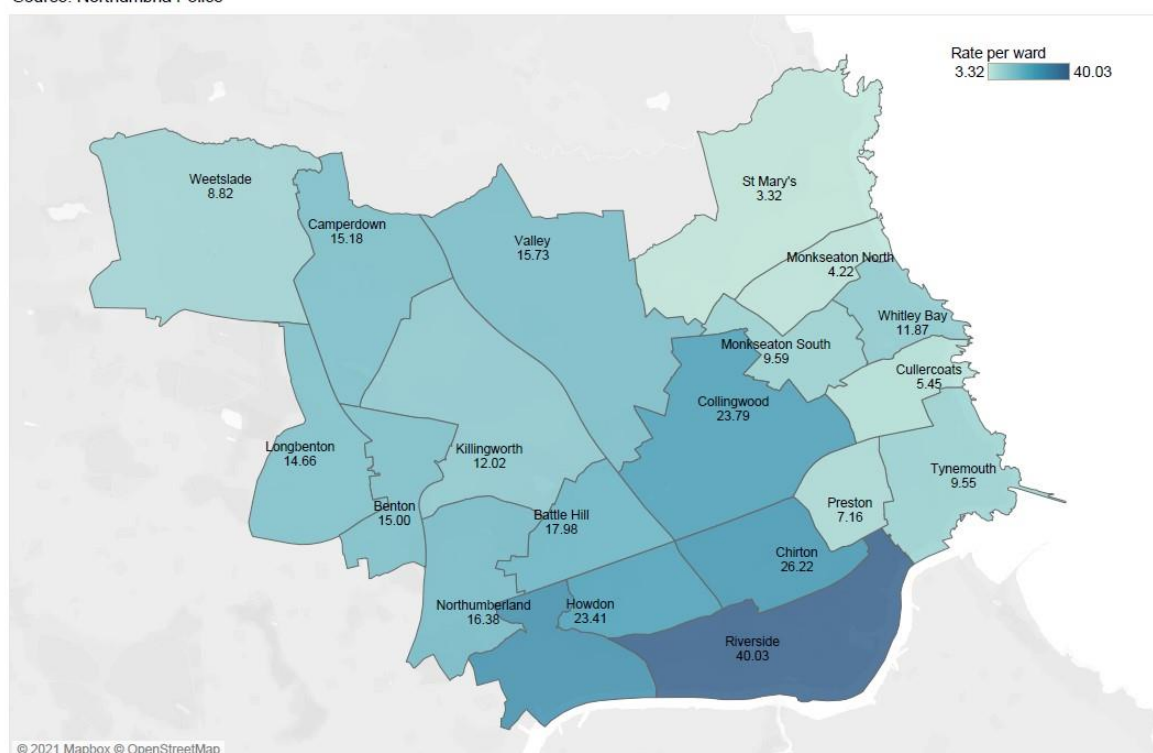 Source: Northumbria Police
Rate per ward
3.32 40.03
Weetslade
8.82
Camperdown
15.18
Valley
15.73
St Mary's
3.32
Monkseaton North
4.22
Whitley Bay
11.87
Monkseaton South
9.59
Cullercoats
5.45
Collingwood
23.79
Longbenton
14.66
Killingworth
12.02
Tynemouth
9.55
Preston
7.16
Benton
15.00
Battle Hill
17.98
Chirton
26.22
Northumberland
16.38
Howdon
23.41
Riverside
40.03
© 2021 Mapbox © OpenStreetMap